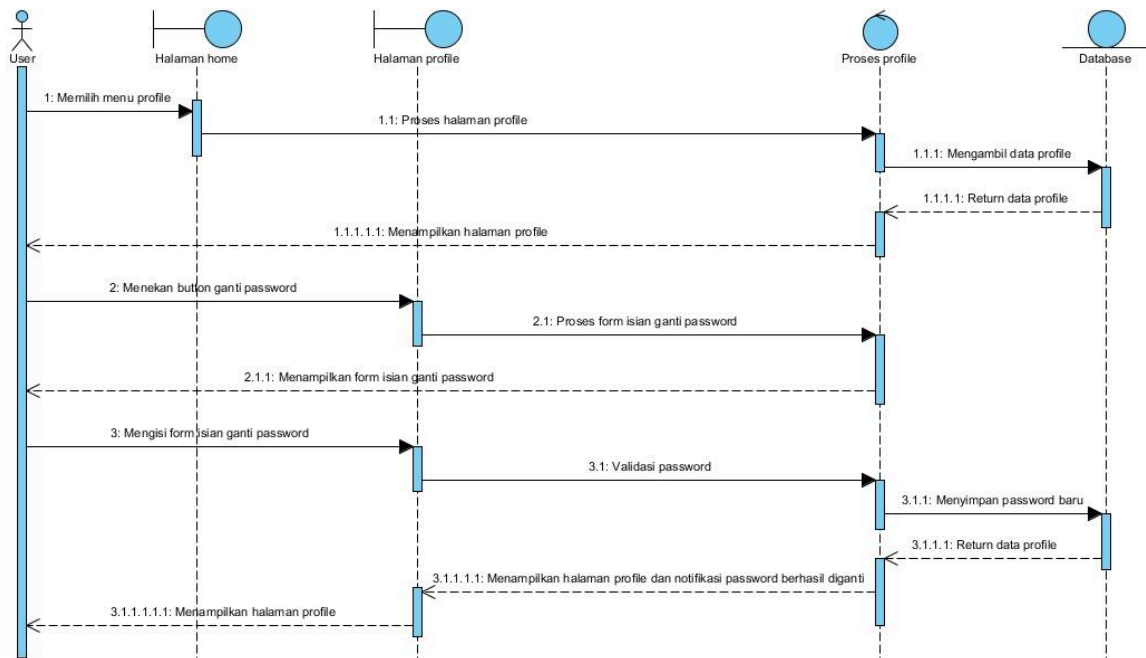 User
Halaman home
Halaman profile
Proses profile
Database
1: Memilih menu profile
1.1: Proses halaman profile
1.1.1: Mengambil data profile
1.1.1.1: Return data profile
1.1.1.1.1: Menampilkan halaman profile
2: Menekan button ganti password
2.1: Proses form isian ganti password
2.1.1: Menampilkan form isian ganti password
3: Mengisi form isian ganti password
3.1: Validasi password
3.1.1: Menyimpan password baru
3.1.1.1: Return data profile
3.1.1.1.1: Menampilkan halaman profile dan notifikasi password berhasil diganti
3.1.1.1.1.1: Menampilkan halaman profile